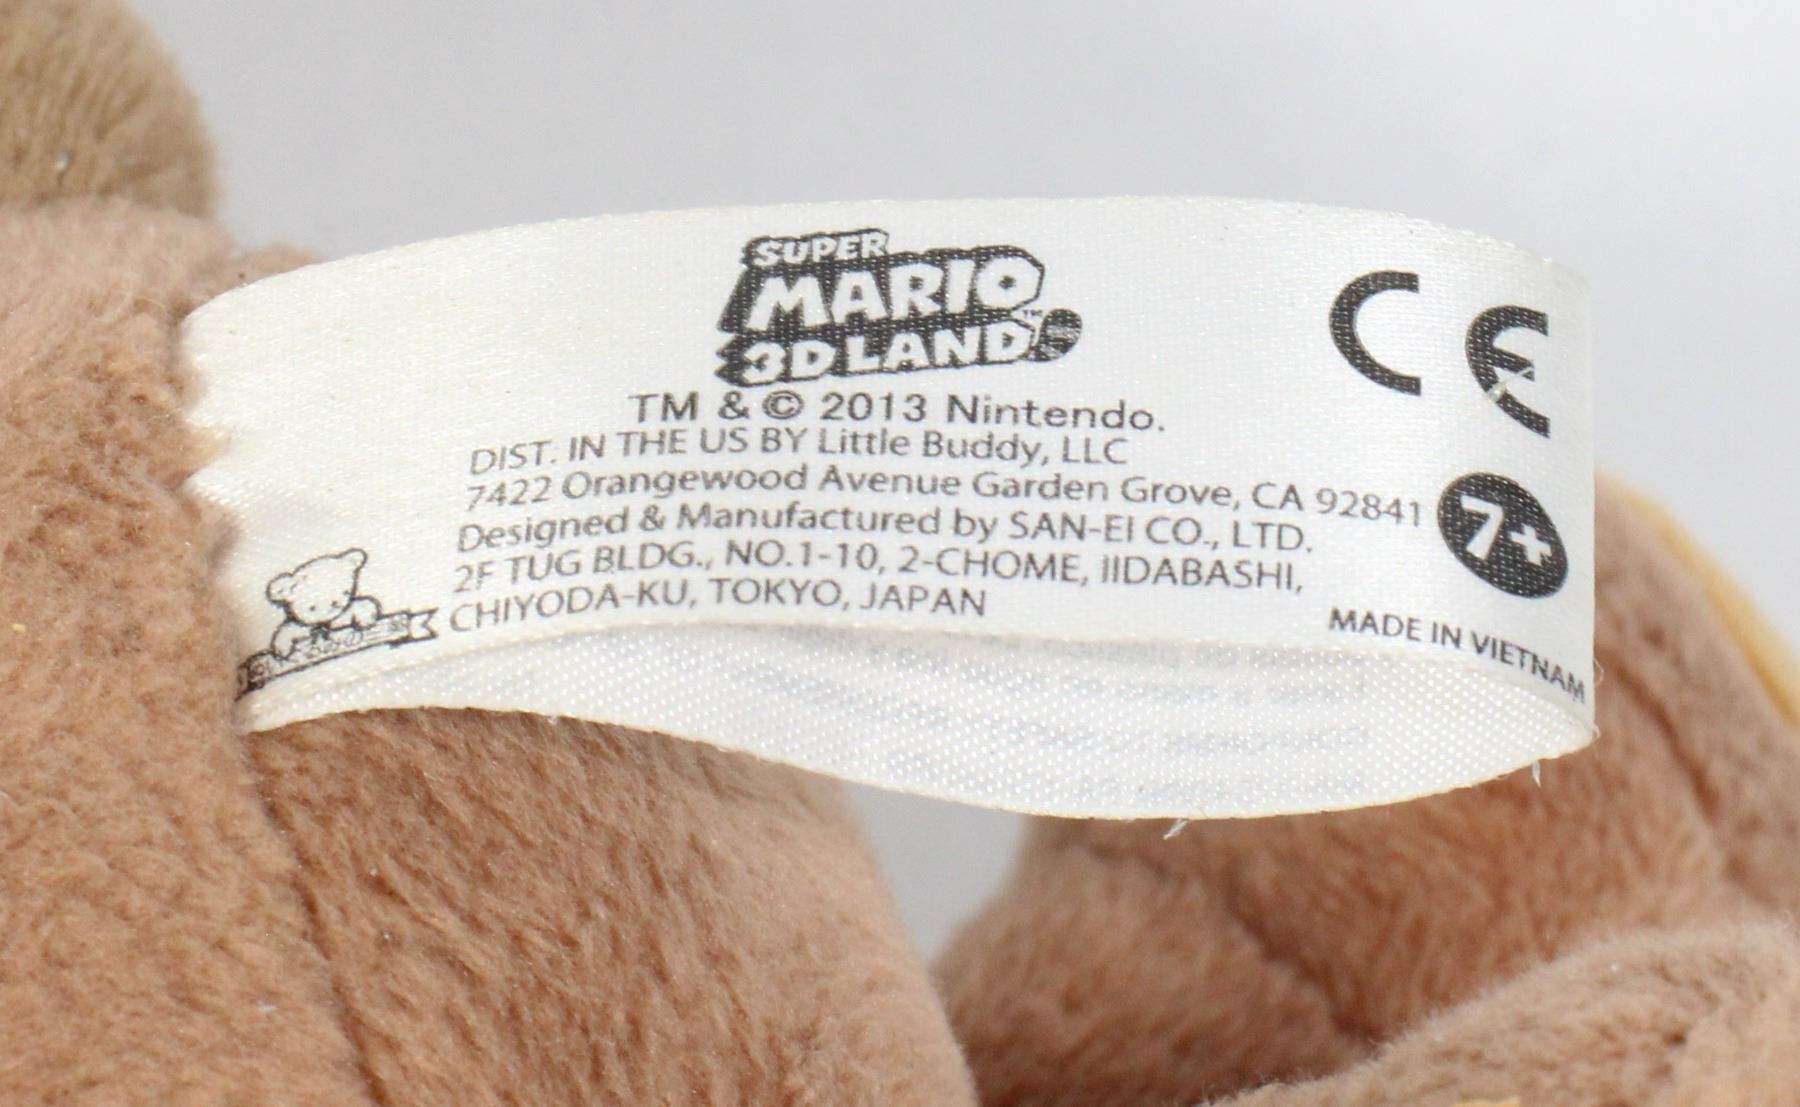 SUPER
MARIO
3D LAND™
TM & © 2013 Nintendo.
DIST. IN THE US BY Little Buddy, LLC
7422 Orangewood Avenue Garden Grove, CA 92841
Designed & Manufactured by SAN-EI CO., LTD.
2F TUG BLDG., NO.1-10, 2-CHOME, IIDABASHI,
CHIYODA-KU, TOKYO, JAPAN
CE
7+
MADE IN VIETNAM